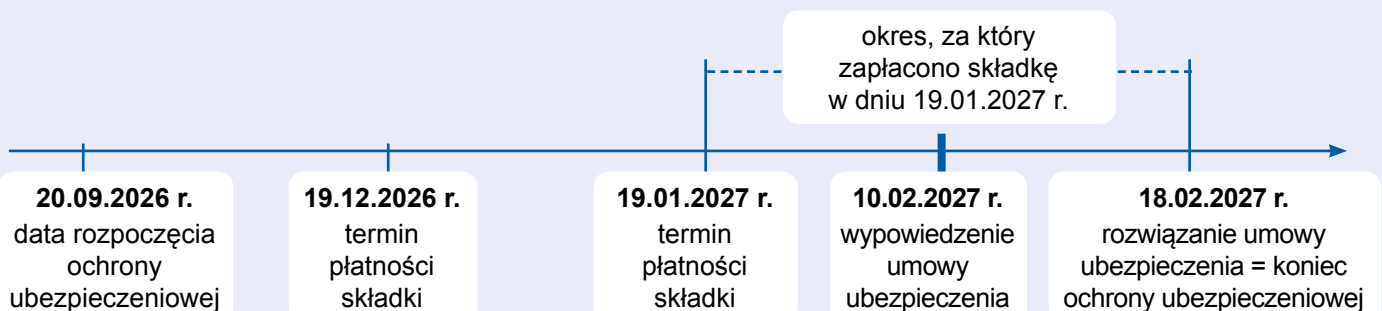 okres, za który
zapłacono składkę
w dniu 19.01.2027 r.
20.09.2026 r.
data rozpoczęcia
ochrony
ubezpieczeniowej
19.12.2026 r.
termin
płatności
składki
19.01.2027 r.
termin
płatności
składki
10.02.2027 r.
wypowiedzenie
umowy
ubezpieczenia
18.02.2027 r.
rozwiązanie umowy
ubezpieczenia = koniec
ochrony ubezpieczeniowej